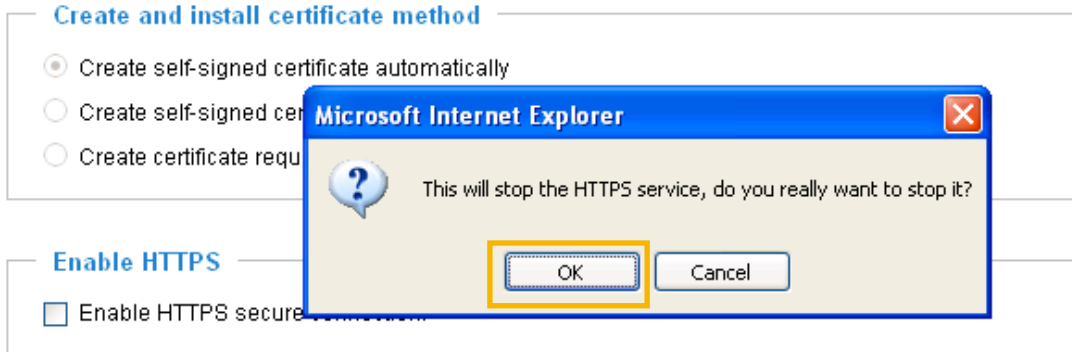 Create and install certificate method
Create self-signed certificate automatically
Create self-signed cer
Create certificate requ
Microsoft Internet Explorer
This will stop the HTTPS service, do you really want to stop it?
OK
Cancel
Enable HTTPS
Enable HTTPS secure